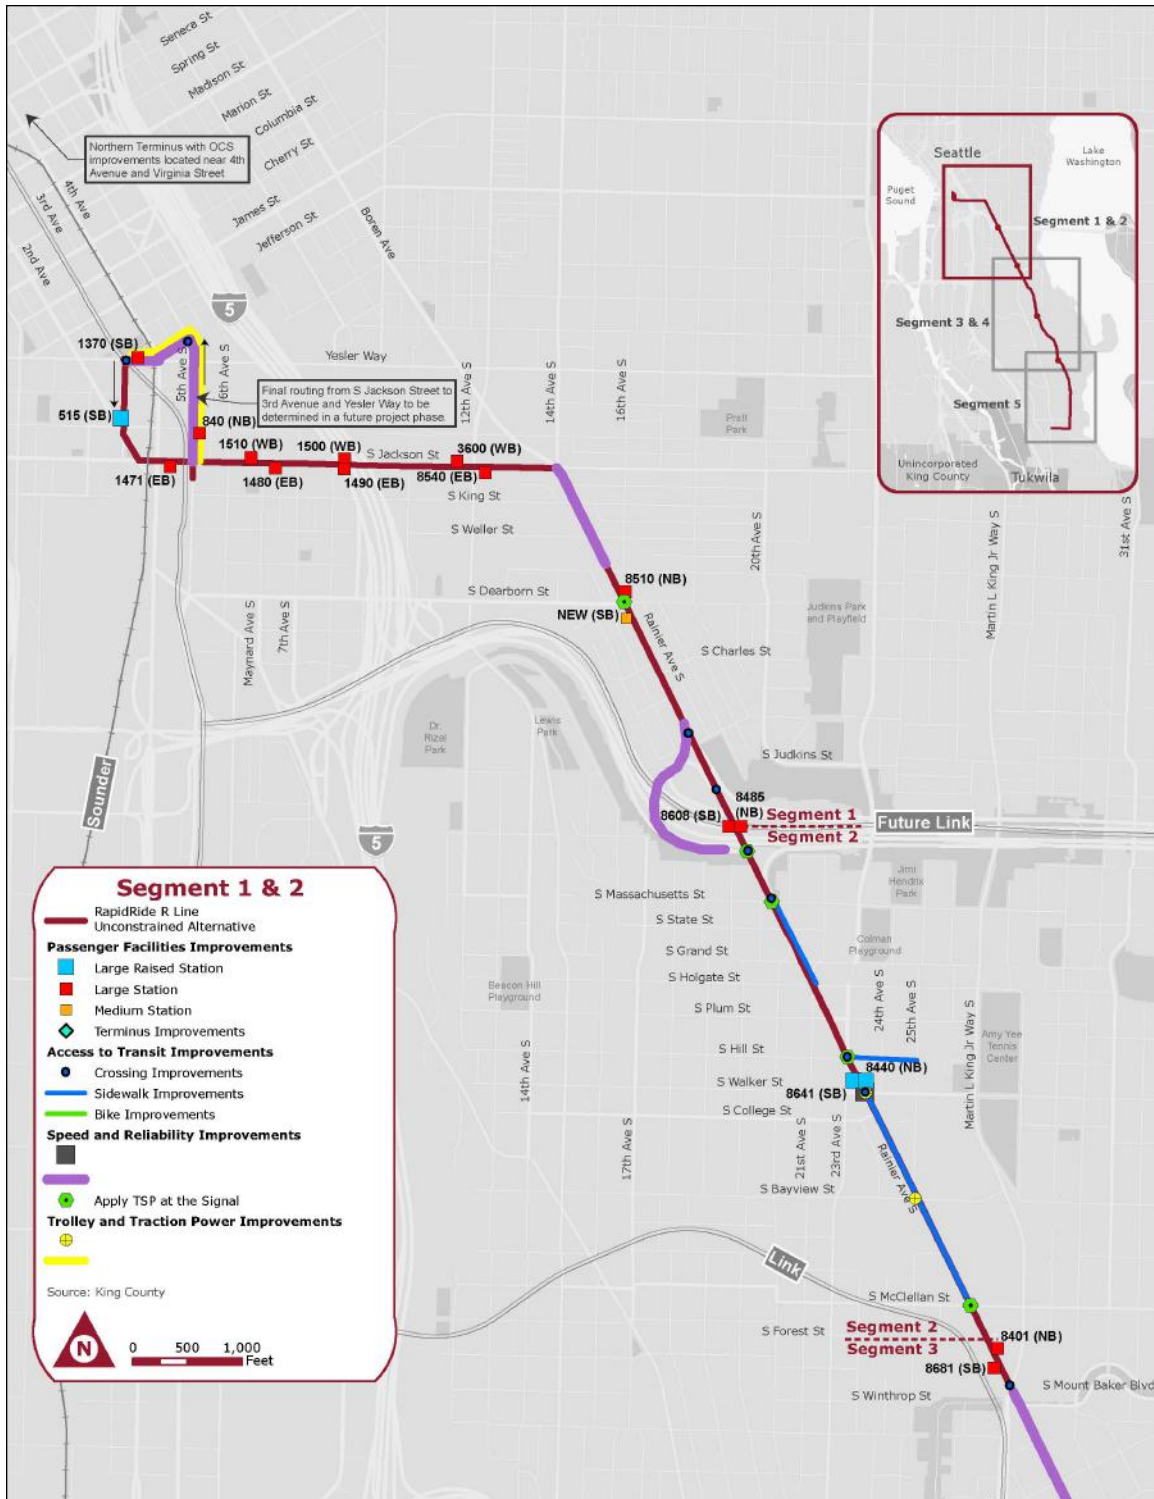 Seneca St
Spring St
Madison St
Marion St
Columbia St
Cherry St
James St
Jefferson St
Boren Ave
Northern Terminus with OCS
improvements located near 4th
Avenue and Virginia Street
4th Ave
3rd Ave
2nd Ave
5
Seattle
Lake
Washington
Puget
Sound
Segment 1 & 2
Segment 3 & 4
Segment 5
Unincorporated
King County
Tukwila
1370 (SB)
5th Ave S
6th Ave S
Yesler Way
12th Ave S
14th Ave S
16th Ave S
Final routing from S Jackson Street to
3rd Avenue and Yesler Way to be
determined in a future project phase.
Pratt
Park
515 (SB)
840 (NB)
1510 (WB)
1500 (WB)
S Jackson St
3600 (WB)
1471 (EB)
1480 (EB)
1490 (EB)
8540 (EB)
S King St
S Weller St
20th Ave S
Martin L King Jr Way S
31st Ave S
S Dearborn St
8510 (NB)
NEW (SB)
Rainier Ave S
Judkins Park
and Playfield
Maynard Ave S
7th Ave S
S Charles St
Dr.
Rizal
Park
Lewis
Park
S Judkins St
Sounder
8485
(NB)
8608 (SB)
Segment 1
Segment 2
Future Link
5
Jimi
Hendrix
Park
S Massachusetts St
S State St
S Grand St
S Holgate St
S Plum St
Colman
Playground
Beacon Hill
Playground
24th Ave S
25th Ave S
Martin L King Jr Way S
Amy Yee
Tennis
Center
14th Ave S
S Hill St
8440 (NB)
S Walker St
8641 (SB)
S College St
17th Ave S
21st Ave S
23rd Ave S
Rainier Ave S
S Bayview St
Link
S McClellan St
S Forest St
Segment 2
Segment 3
8401 (NB)
8681 (SB)
S Winthrop St
S Mount Baker Blvd
Segment 1 & 2
RapidRide R Line
Unconstrained Alternative
Passenger Facilities Improvements
Large Raised Station
Large Station
Medium Station
Terminus Improvements
Access to Transit Improvements
Crossing Improvements
Sidewalk Improvements
Bike Improvements
Speed and Reliability Improvements
Apply TSP at the Signal
Trolley and Traction Power Improvements
Source: King County
N
0 500 1,000
Feet